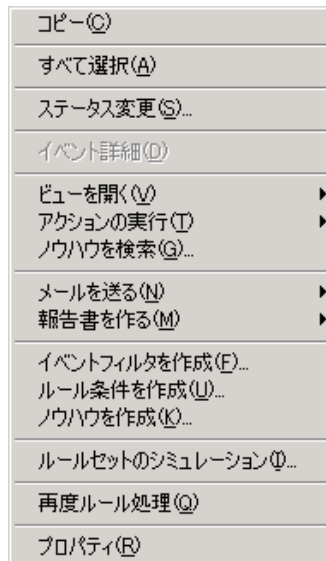 コピー(C)
すべて選択(A)
ステータス変更(S)...
イベント詳細(D)
ビューを開く(V)
アクションの実行(T)
ノウハウを検索(G)...
メールを送る(N)
報告書を作る(M)
イベントフィルタを作成(F)...
ルール条件を作成(U)...
ノウハウを作成(K)...
ルールセットのシミュレーション(I)...
再度ルール処理(Q)
プロパティ(R)